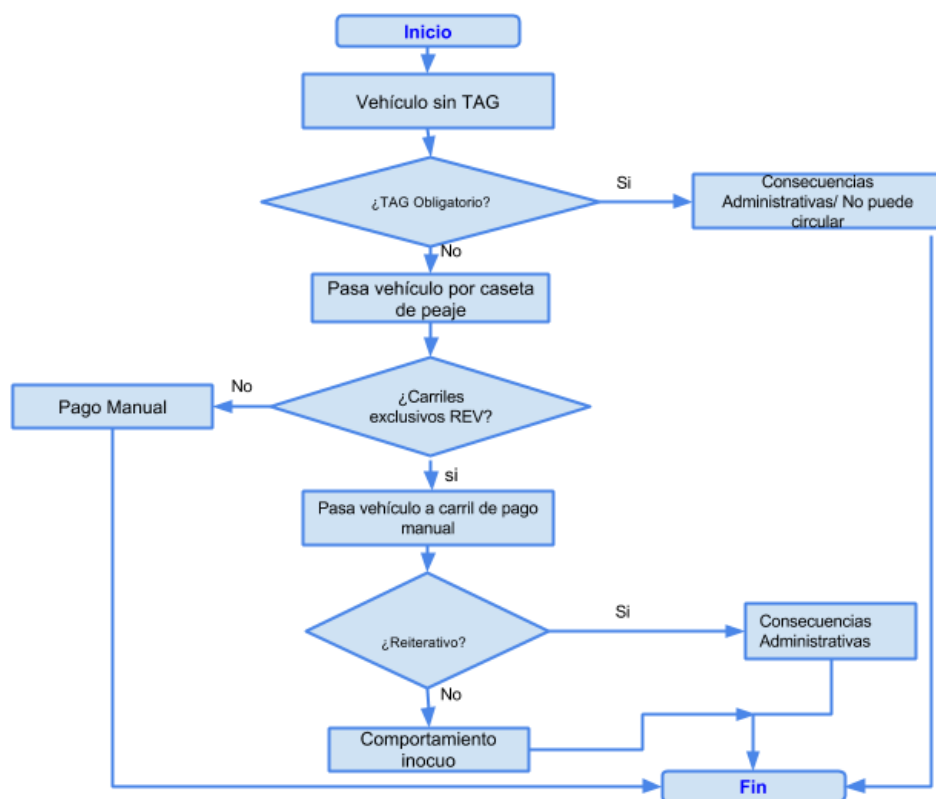 Inicio
Vehículo sin TAG
¿TAG Obligatorio?
Si
Consecuencias
Administrativas/ No puede
circular
No
Pasa vehículo por caseta
de peaje
¿Carriles
exclusivos REV?
No
Pago Manual
si
Pasa vehículo a carril de pago
manual
¿Reiterativo?
Si
Consecuencias
Administrativas
No
Comportamiento
inocuo
Fin